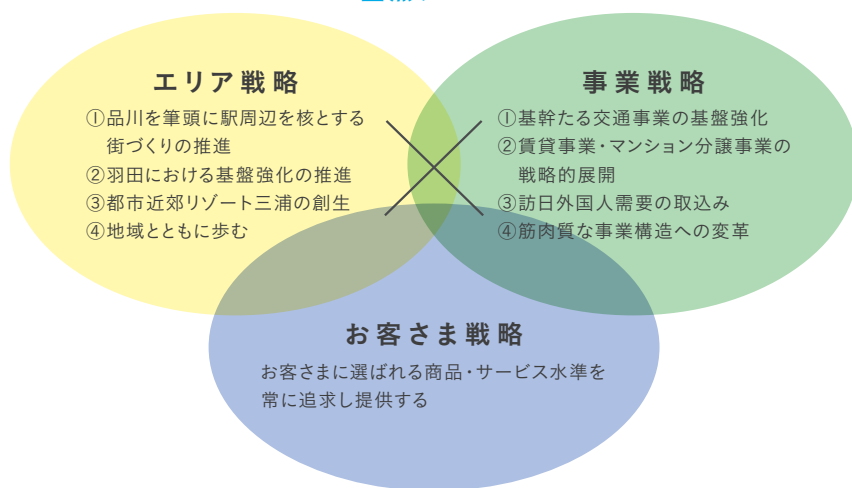 エリア戦略
①品川を筆頭に駅周辺を核とする
街づくりの推進
②羽田における基盤強化の推進
③都市近郊リゾート三浦の創生
④地域とともに歩む
事業戦略
①基幹たる交通事業の基盤強化
②賃貸事業・マンション分譲事業の
戦略的展開
③訪日外国人需要の取込み
④筋肉質な事業構造への変革
お客さま戦略
お客さまに選ばれる商品・サービス水準を
常に追求し提供する